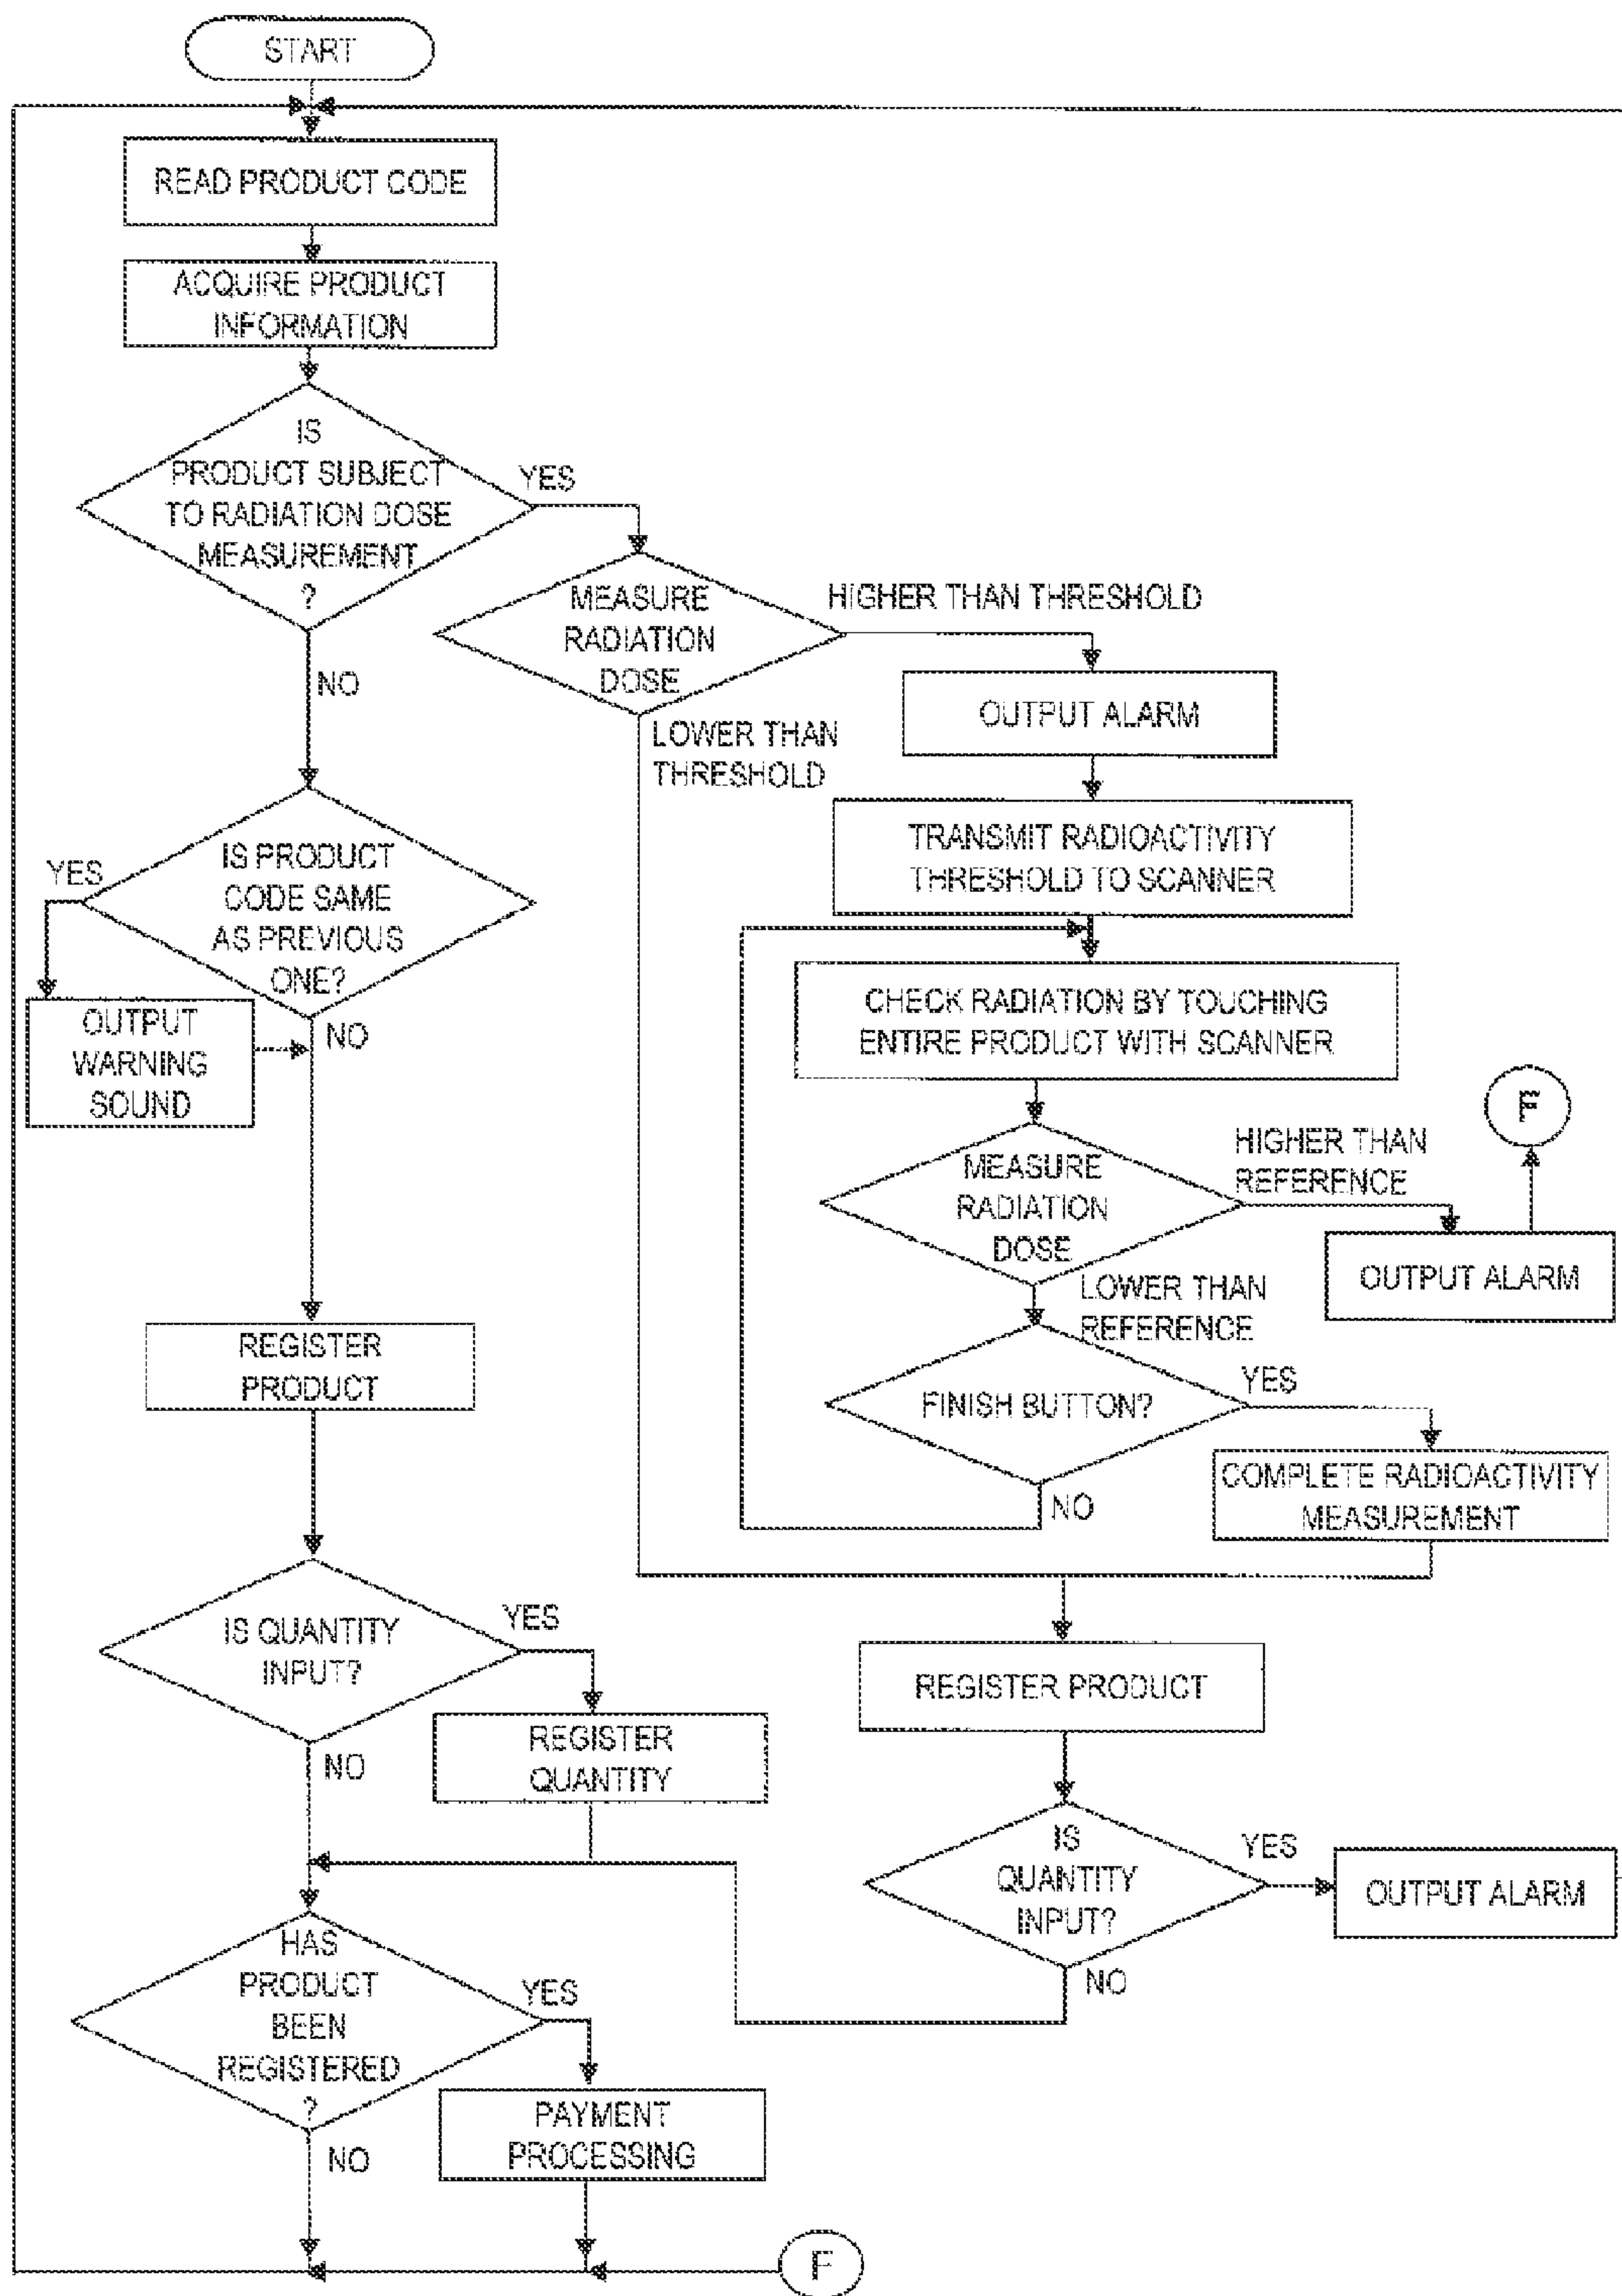 START
READ PRODUCT CODE
ACQUIRE PRODUCT
INFORMATION
IS
PRODUCT SUBJECT
TO RADIATION DOSE
MEASUREMENT
?
YES
NO
MEASURE
RADIATION
DOSE
HIGHER THAN THRESHOLD
LOWER THAN
THRESHOLD
OUTPUT ALARM
TRANSMIT RADIOACTIVITY
THRESHOLD TO SCANNER
CHECK RADIATION BY TOUCHING
ENTIRE PRODUCT WITH SCANNER
MEASURE
RADIATION
DOSE
HIGHER THAN
REFERENCE
OUTPUT ALARM
F
LOWER THAN
REFERENCE
FINISH BUTTON?
YES
NO
COMPLETE RADIOACTIVITY
MEASUREMENT
IS PRODUCT
CODE SAME
AS PREVIOUS
ONE?
YES
NO
OUTPUT
WARNING
SOUND
REGISTER
PRODUCT
IS QUANTITY
INPUT?
YES
NO
REGISTER
QUANTITY
REGISTER PRODUCT
IS
QUANTITY
INPUT?
YES
NO
OUTPUT ALARM
HAS
PRODUCT
BEEN
REGISTERED
?
YES
NO
PAYMENT
PROCESSING
F